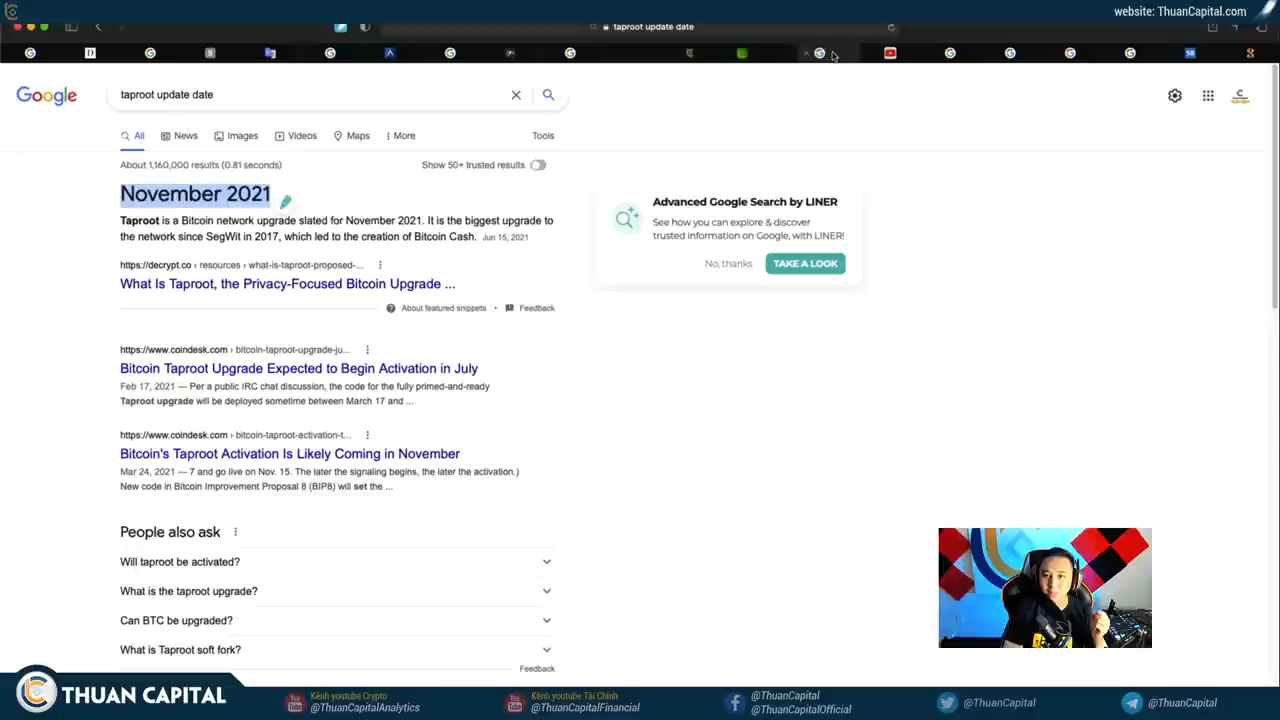 website: ThuanCapital.com
taproot update date
Google
taproot update date
All
News
Images
Videos
Maps
More
Tools
About 1,160,000 results (0.81 seconds)
Show 50+ trusted results
November 2021
Taproot is a Bitcoin network upgrade slated for November 2021. It is the biggest upgrade to
the network since SegWit in 2017, which led to the creation of Bitcoin Cash. Jun 15, 2021
https://decrypt.co › resources › what-is-taproot-proposed-...
What Is Taproot, the Privacy-Focused Bitcoin Upgrade ...
About featured snippets • Feedback
Advanced Google Search by LINER
See how you can explore & discover
trusted information on Google, with LINER!
No, thanks
TAKE A LOOK
https://www.coindesk.com › bitcoin-taproot-upgrade-ju...
Bitcoin Taproot Upgrade Expected to Begin Activation in July
Feb 17, 2021 — Per a public IRC chat discussion, the code for the fully primed-and-ready
Taproot upgrade will be deployed sometime between March 17 and ...
https://www.coindesk.com › bitcoin-taproot-activation-t...
Bitcoin's Taproot Activation Is Likely Coming in November
Mar 24, 2021 — 7 and go live on Nov. 15. The later the signaling begins, the later the activation.)
New code in Bitcoin Improvement Proposal 8 (BIP8) will set the ...
People also ask
Will taproot be activated?
What is the taproot upgrade?
Can BTC be upgraded?
What is Taproot soft fork?
Feedback
THUAN CAPITAL
Kênh youtube Crypto
@ThuanCapitalAnalytics
Kênh youtube Tài Chính
@ThuanCapitalFinancial
@ThuanCapital
@ThuanCapitalOfficial
@ThuanCapital
@ThuanCapital